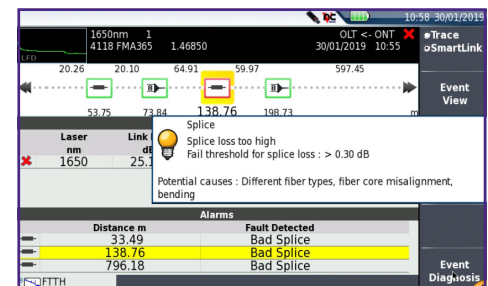 10:58 30/01/2019
1650nm 1 OLT <- ONT
4118 FMA365 1.46850 30/01/2019 10:55
LFD
Trace
SmartLink
20.26 20.10 64.91 59.97 597.45
53.75 73.84 138.76 198.73 m
Event
View
Splice
Splice loss too high
Fail threshold for splice loss : > 0.30 dB
Potential causes : Different fiber types, fiber core misalignment,
bending
Laser Link
nm
1650 25.1
Alarms
Distance m Fault Detected
33.49 Bad Splice
138.76 Bad Splice
796.18 Bad Splice
Event
Diagnosis
FTTH